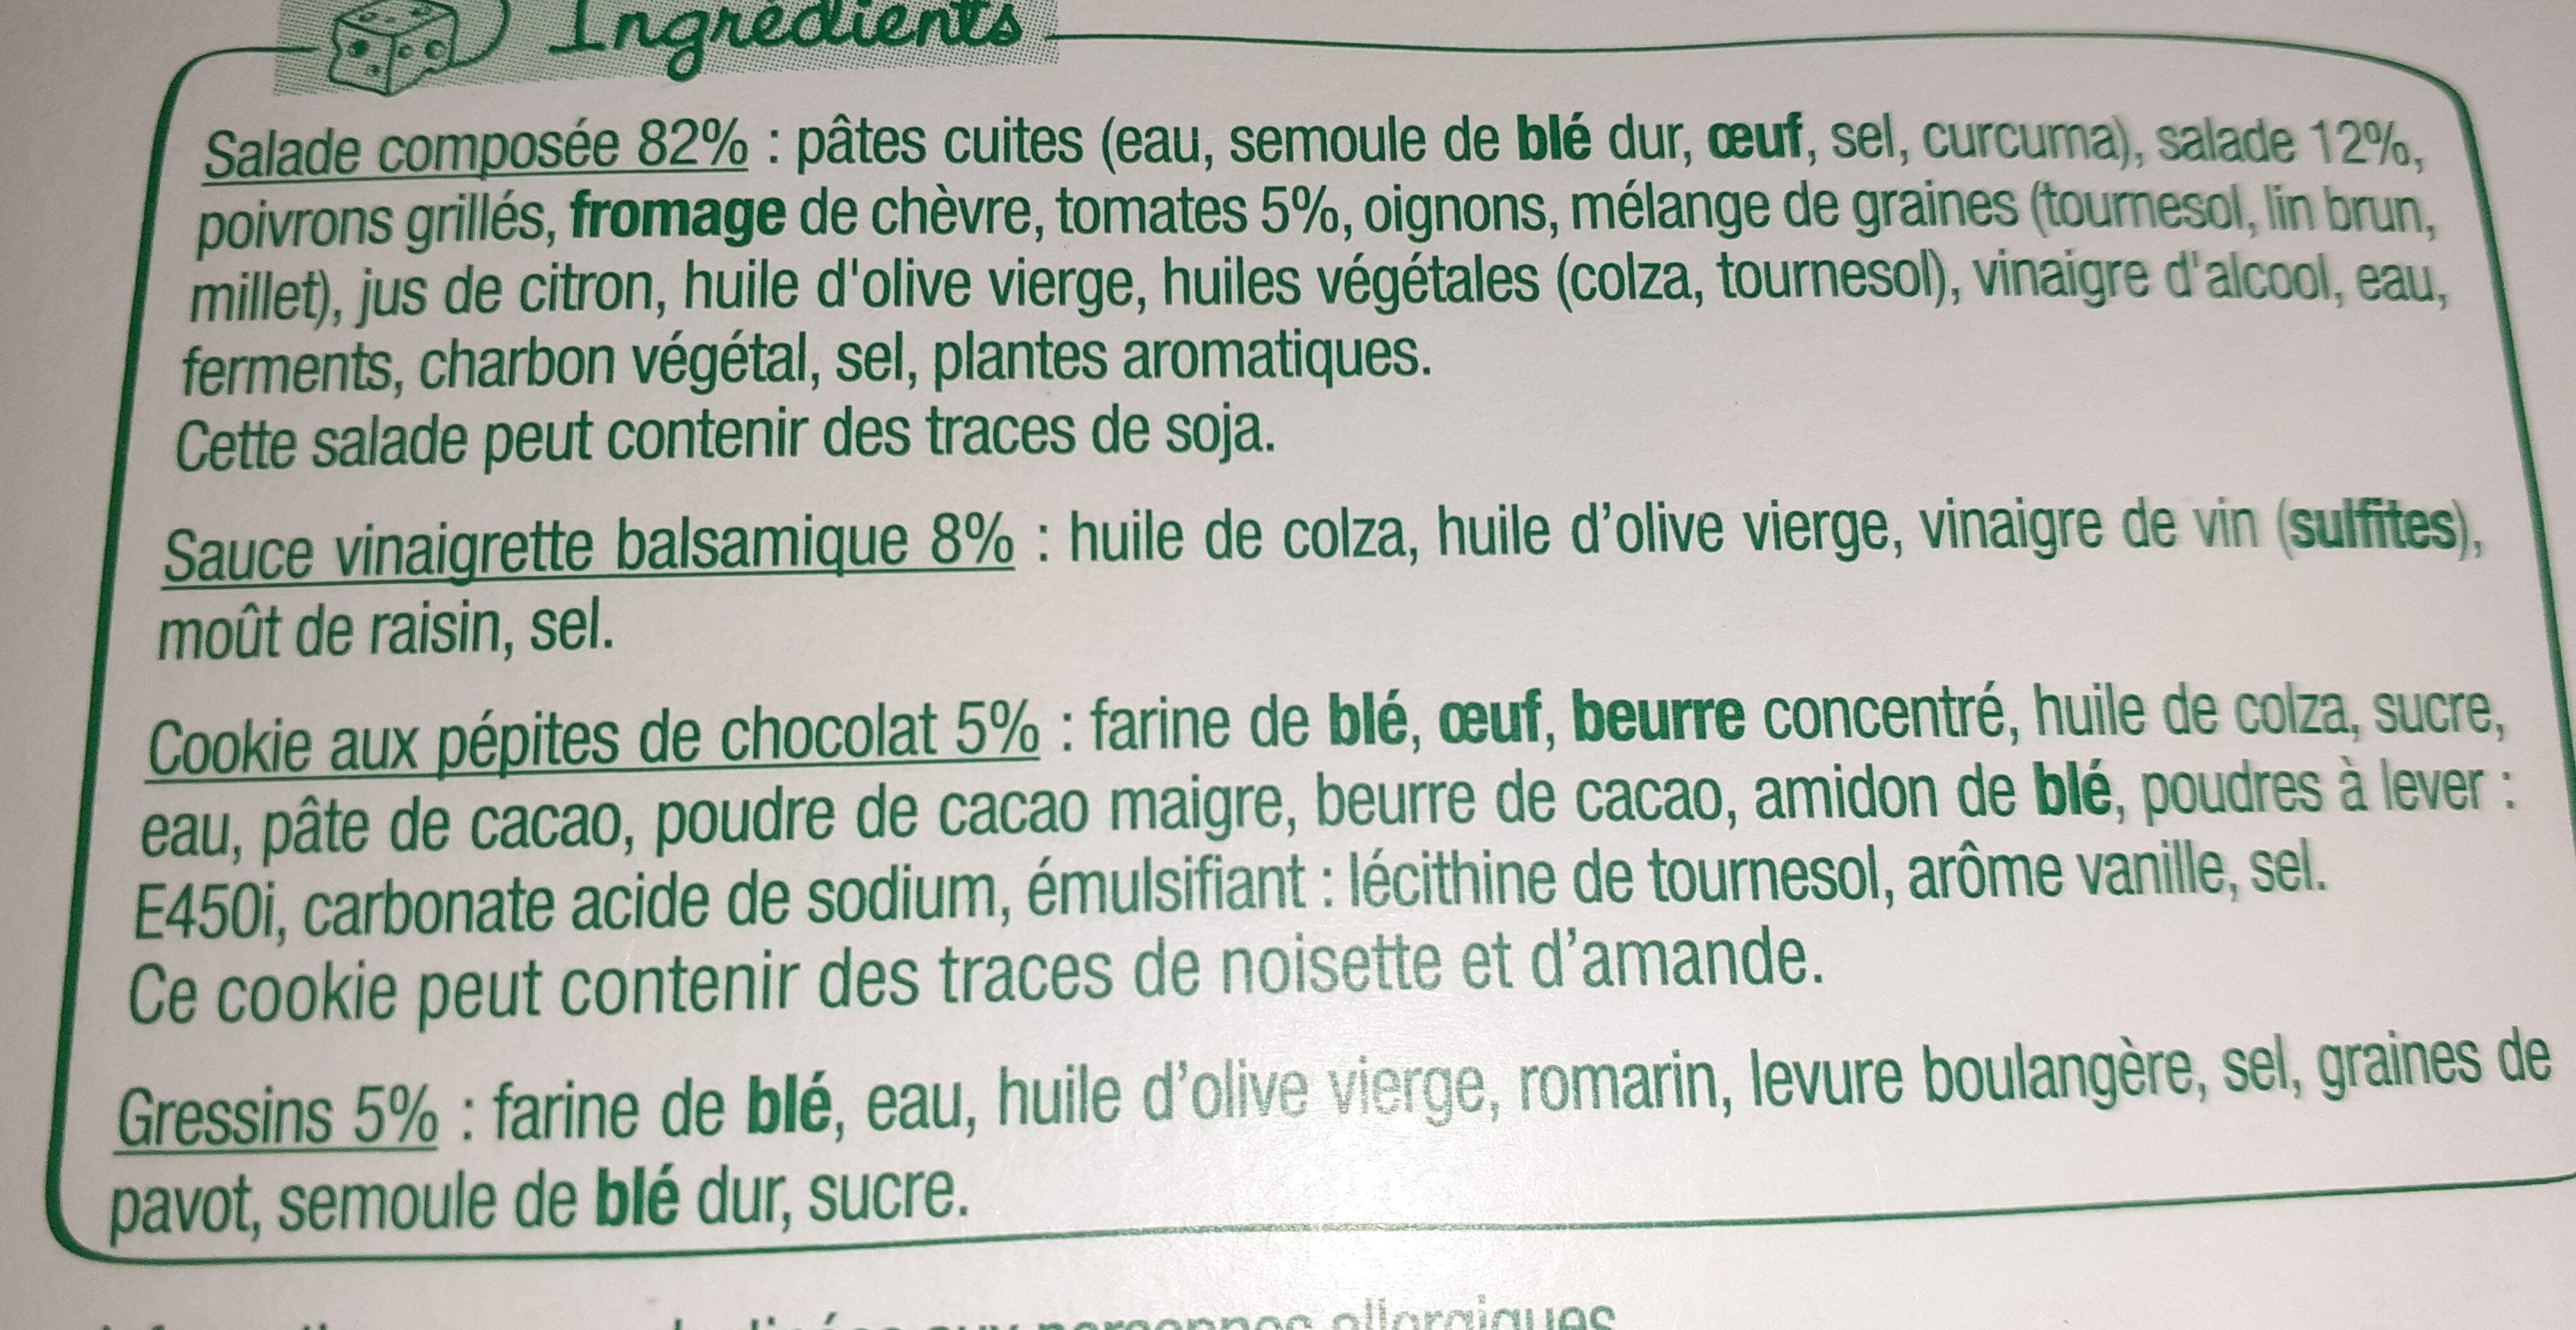 Ingrédients
Salade composée 82% : pâtes cuites (eau, semoule de blé dur, œuf, sel, curcuma), salade 12%,
poivrons grillés, fromage de chèvre, tomates 5%, oignons, mélange de graines (tournesol, lin brun,
millet), jus de citron, huile d'olive vierge, huiles végétales (colza, tournesol), vinaigre d'alcool, eau,
ferments, charbon végétal, sel, plantes aromatiques.
Cette salade peut contenir des traces de soja.
Sauce vinaigrette balsamique 8% : huile de colza, huile d’olive vierge, vinaigre de vin (sulfites),
moût de raisin, sel.
Cookie aux pépites de chocolat 5% : farine de blé, œuf, beurre concentré, huile de colza, sucre,
eau, pâte de cacao, poudre de cacao maigre, beurre de cacao, amidon de blé, poudres à lever :
E450i, carbonate acide de sodium, émulsifiant : lécithine de tournesol, arôme vanille, sel.
Ce cookie peut contenir des traces de noisette et d’amande.
Gressins 5% : farine de blé, eau, huile d’olive vierge, romarin, levure boulangère, sel, graines de
pavot, semoule de blé dur, sucre.
aux personnes allergiques